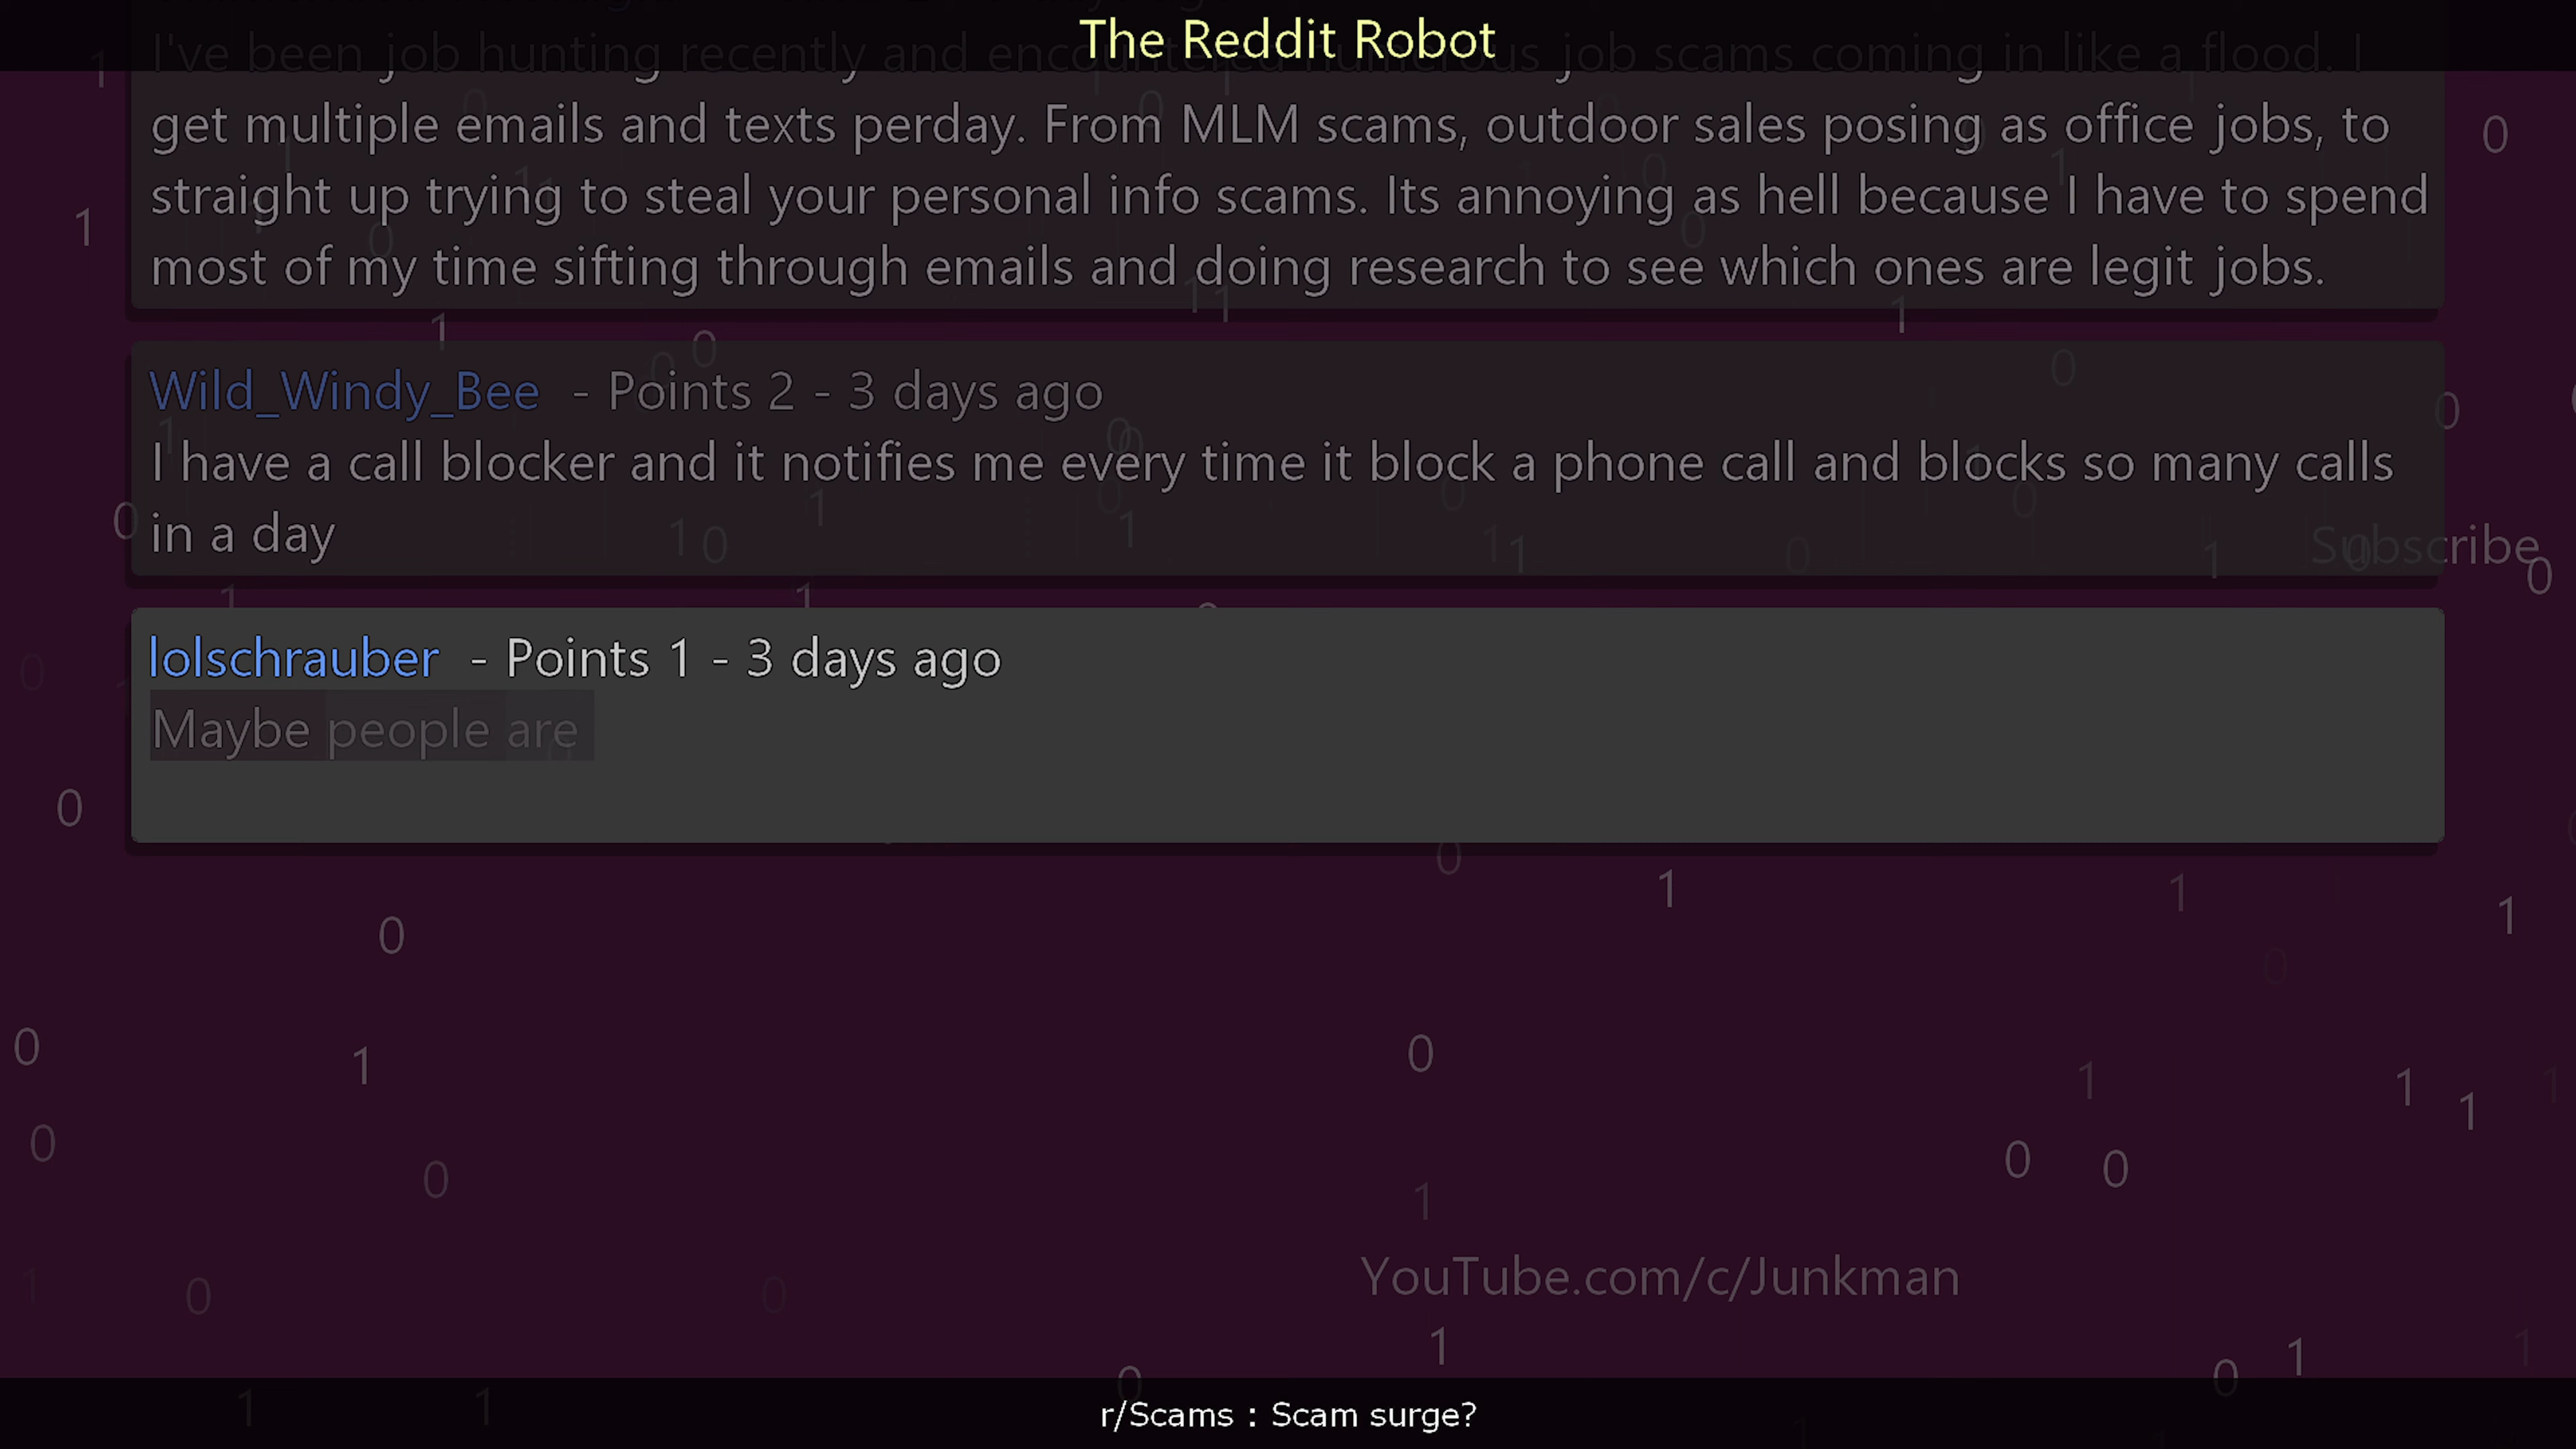 The Reddit Robot
I've been job hunting recently and encountered numerous job scams coming in like a flood. I
get multiple emails and texts perday. From MLM scams, outdoor sales posing as office jobs, to
straight up trying to steal your personal info scams. Its annoying as hell because I have to spend
most of my time sifting through emails and doing research to see which ones are legit jobs.
Wild_Windy_Bee - Points 2 - 3 days ago
I have a call blocker and it notifies me every time it block a phone call and blocks so many calls
in a day
Subscribe
lolschrauber - Points 1 - 3 days ago
Maybe people are
YouTube.com/c/Junkman
r/Scams : Scam surge?